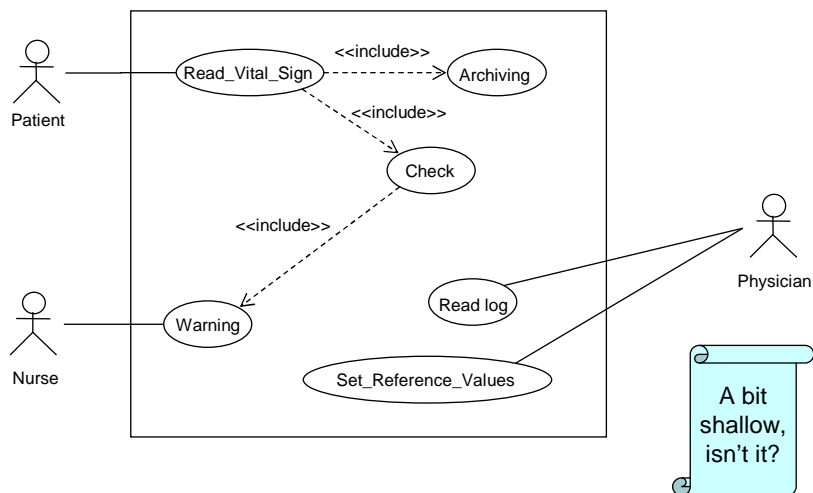 <<include>>
Read_Vital_Sign
Archiving
Patient
<<include>>
Check
<<include>>
Physician
Read log
Warning
Nurse
Set_Reference_Values
A bit
shallow,
isn't it?